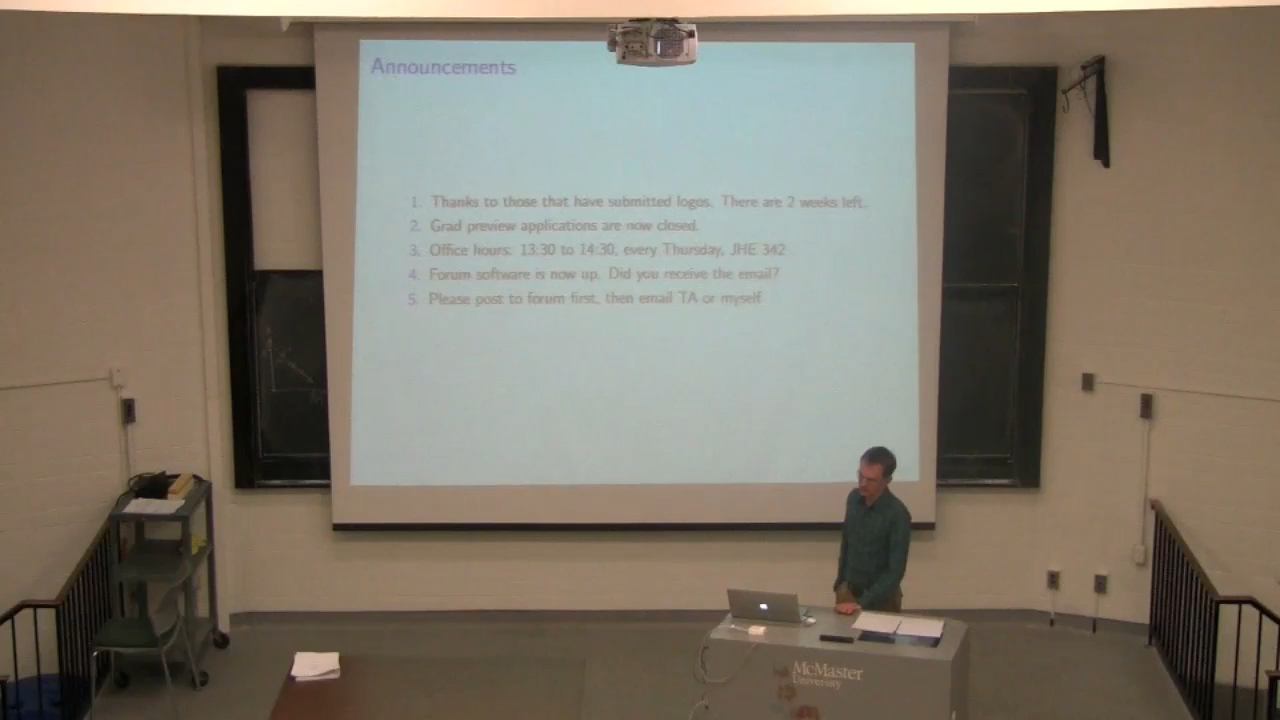 Announcements
1. Thanks to those that have submitted logos. There are 2 weeks left.
2. Grad preview applications are now closed.
3. Office hours: 13:30 to 14:30, every Thursday, JHE 342
4. Forum software is now up. Did you receive the email?
5. Please post to forum first, then email TA or myself
McMaster
University